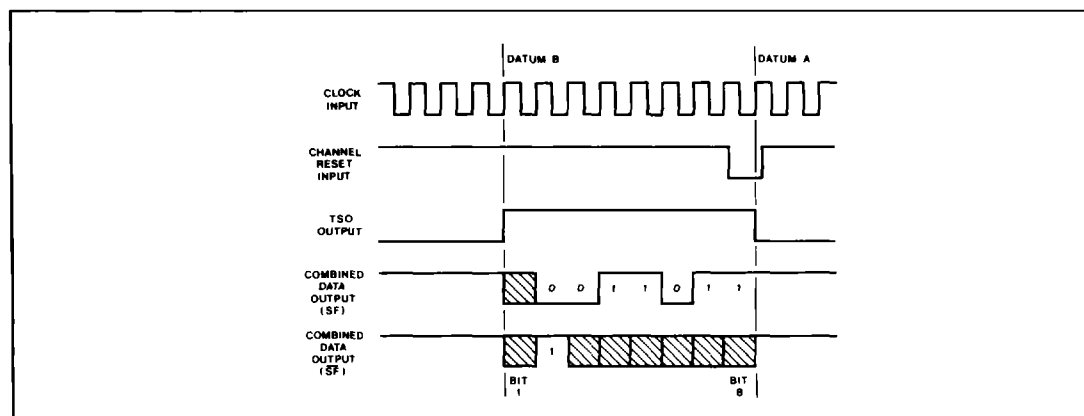 DATUM B
DATUM A
CLOCK
INPUT
CHANNEL
RESET
INPUT
TSO
OUTPUT
COMBINED
DATA
OUTPUT
(SF)
0 0 1 1 0 1 1
COMBINED
DATA
OUTPUT
(S̅F̅)
1
BIT
1
BIT
8